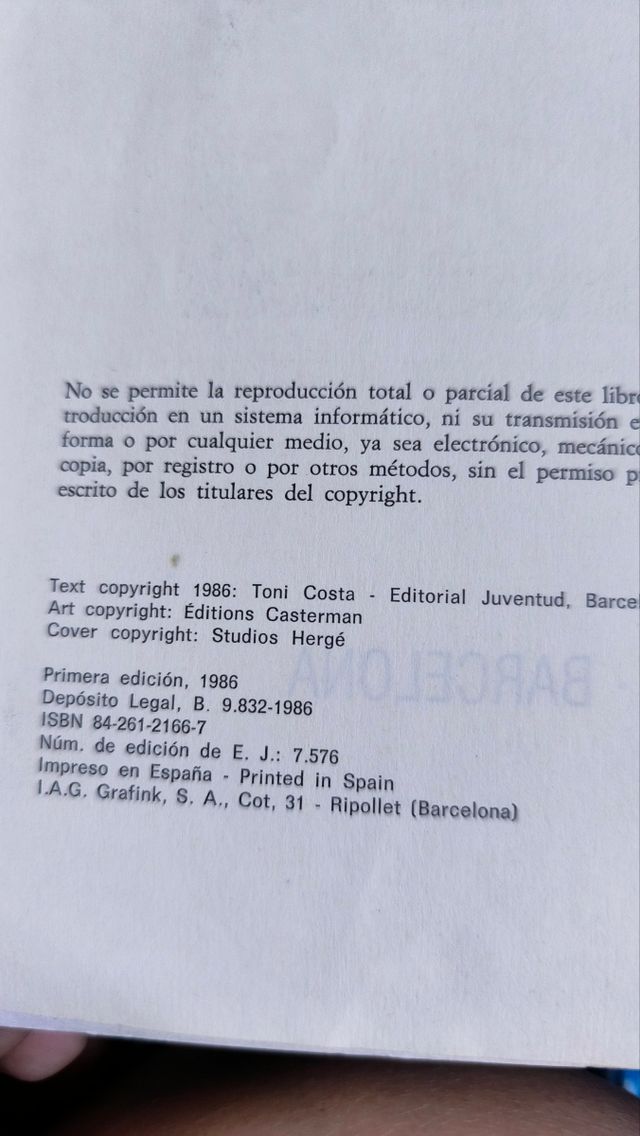 No se permite la reproducción total o parcial de este libro
troducción en un sistema informático, ni su transmisión e
forma o por cualquier medio, ya sea electrónico, mecánico
copia, por registro o por otros métodos, sin el permiso p
escrito de los titulares del copyright.
Text copyright 1986: Toni Costa - Editorial Juventud, Barcel
Art copyright: Éditions Casterman
Cover copyright: Studios Hergé
Primera edición, 1986
Depósito Legal, B. 9.832-1986
ISBN 84-261-2166-7
Núm. de edición de E. J.: 7.576
Impreso en España - Printed in Spain
I.A.G. Grafink, S. A., Cot, 31 - Ripollet (Barcelona)
- BARCELONA